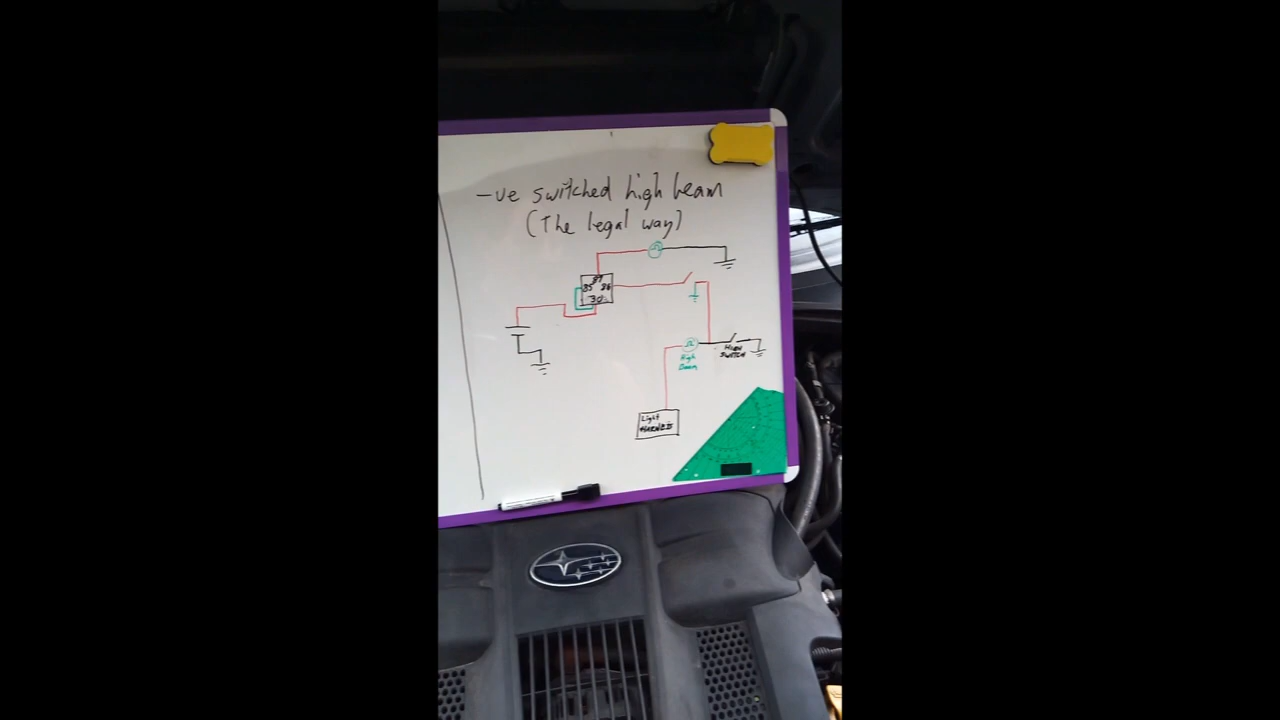 -ve switched high beam
(The legal way)
87
85 86
30
High
Beam
HIGH
SWITCH
Light
HARNESS